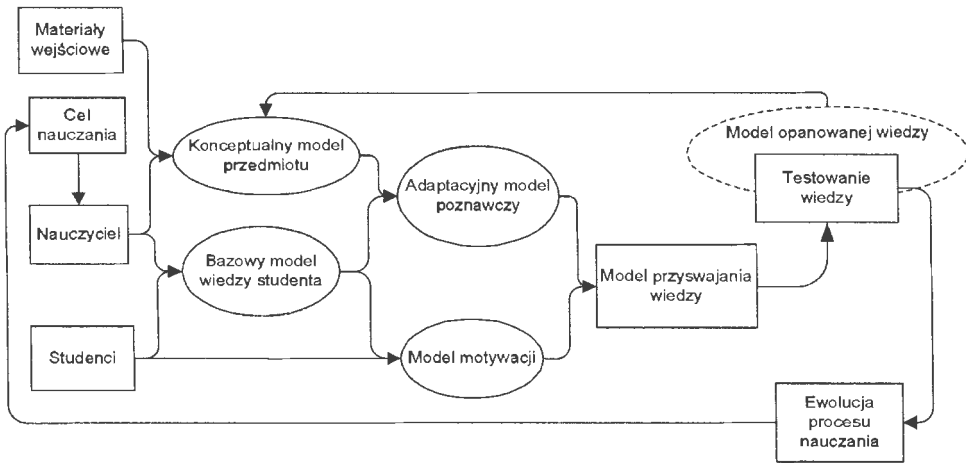 Materiały
wejściowe
Cel
nauczania
Nauczyciel
Studenci
Konceptualny model
przedmiotu
Bazowy model
wiedzy studenta
Adaptacyjny model
poznawczy
Model motywacji
Model przyswajania
wiedzy
Model opanowanej wiedzy
Testowanie
wiedzy
Ewolucja
procesu
nauczania